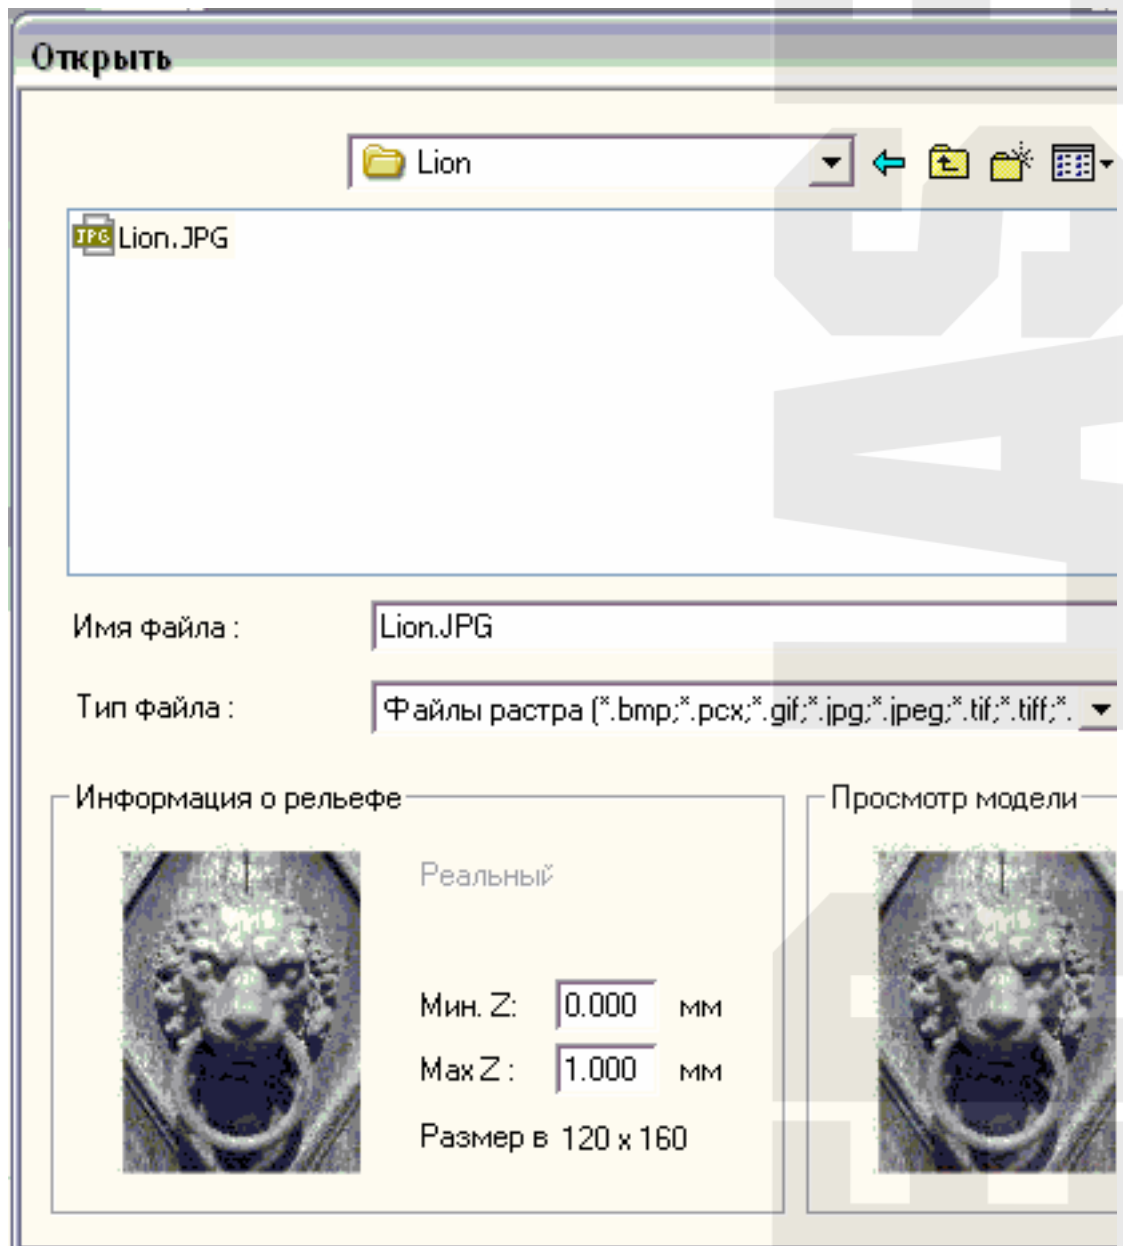 Открыть
Lion
JPG Lion.JPG
Имя файла : Lion.JPG
Тип файла : Файлы растра (*.bmp;*.pcx;*.gif;*.jpg;*.jpeg;*.tif;*.tiff;*.
Информация о рельефе
Просмотр модели
Реальный
Мин. Z: 0.000 мм
Max Z : 1.000 мм
Размер в 120 x 160